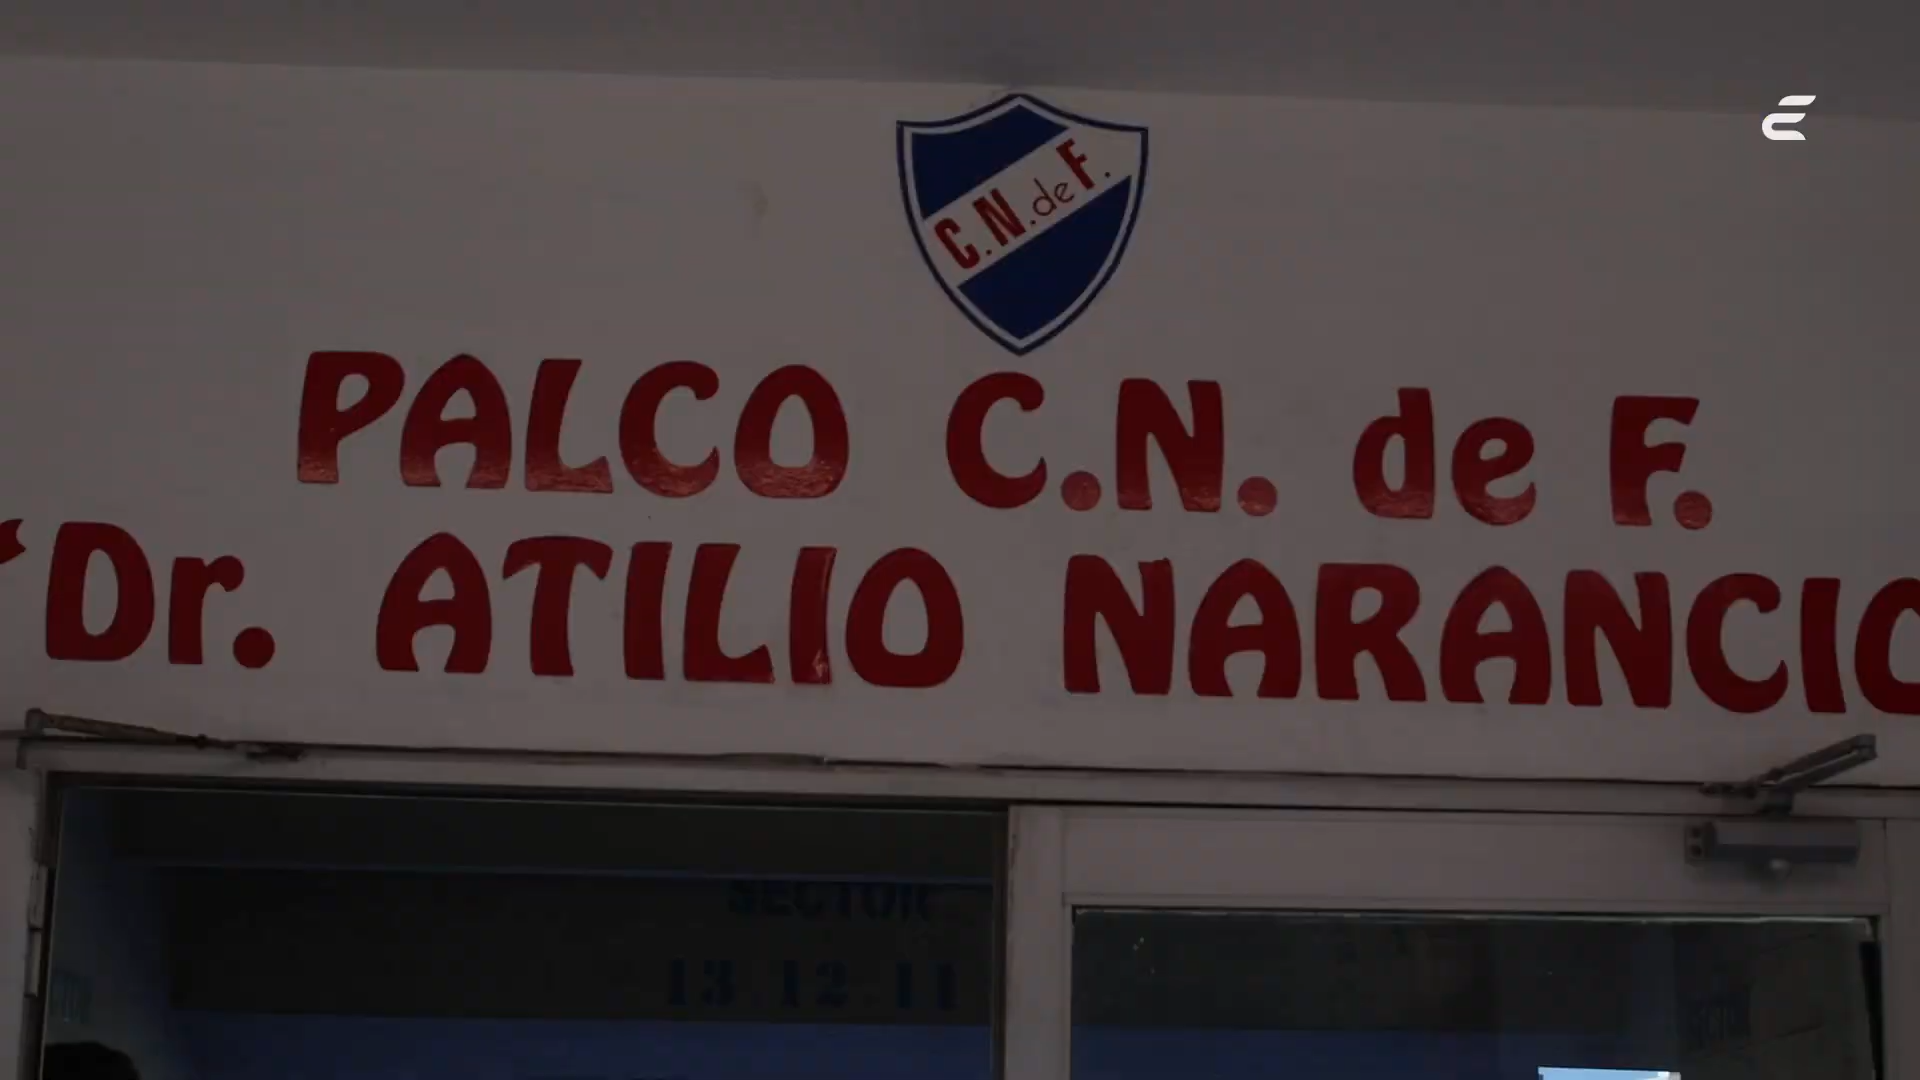 C.N. de F.
PALCO C.N. de F.
“Dr. ATILIO NARANCIO
SECTOR
13 12 11